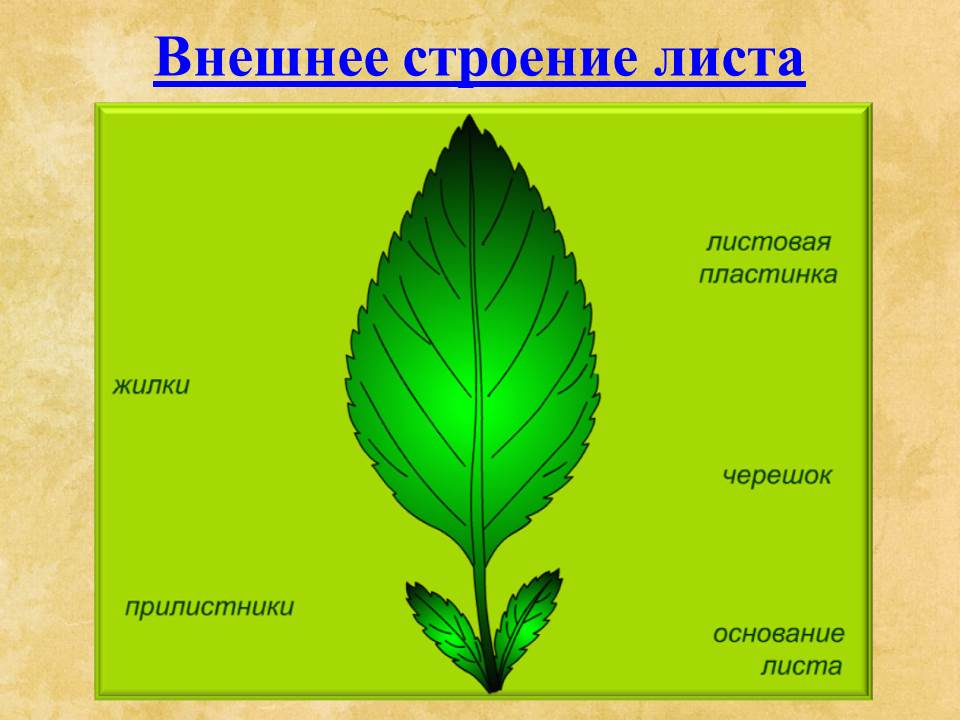 Внешнее строение листа
листовая
пластинка
жилки
черешок
прилистники
основание
листа